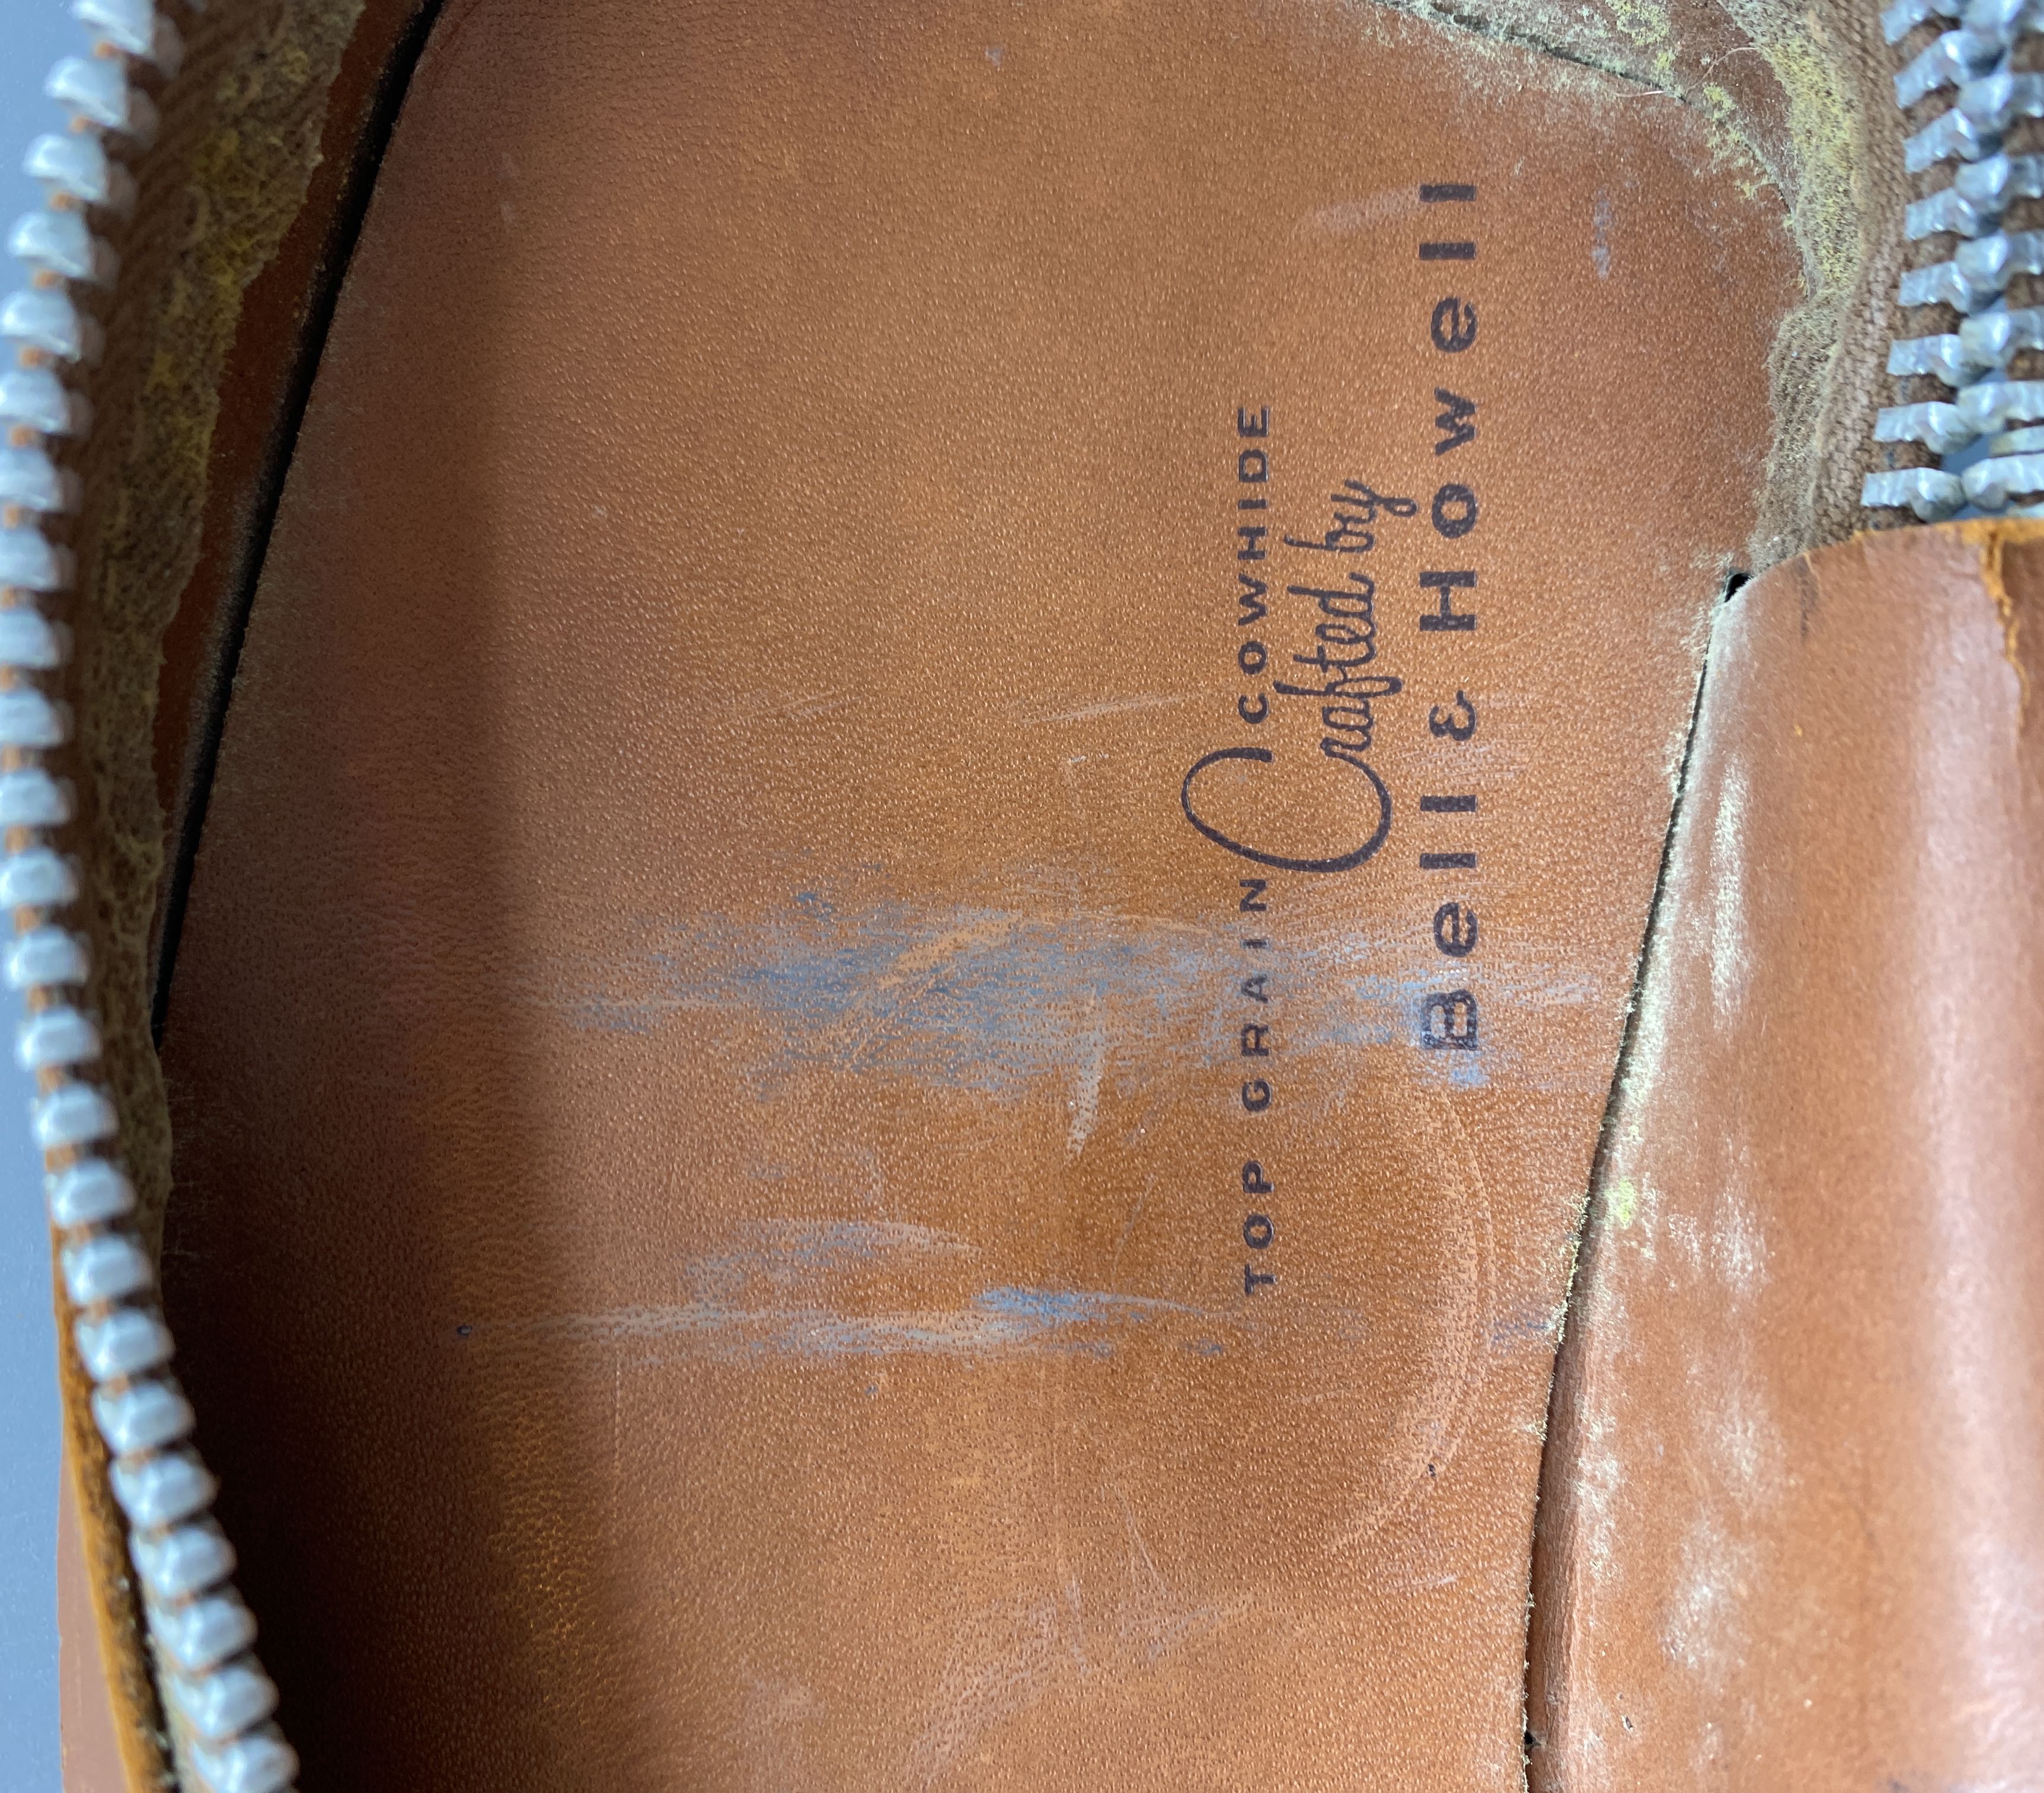 TOP GRAIN COWHIDE
Crafted by
Bell & Howell